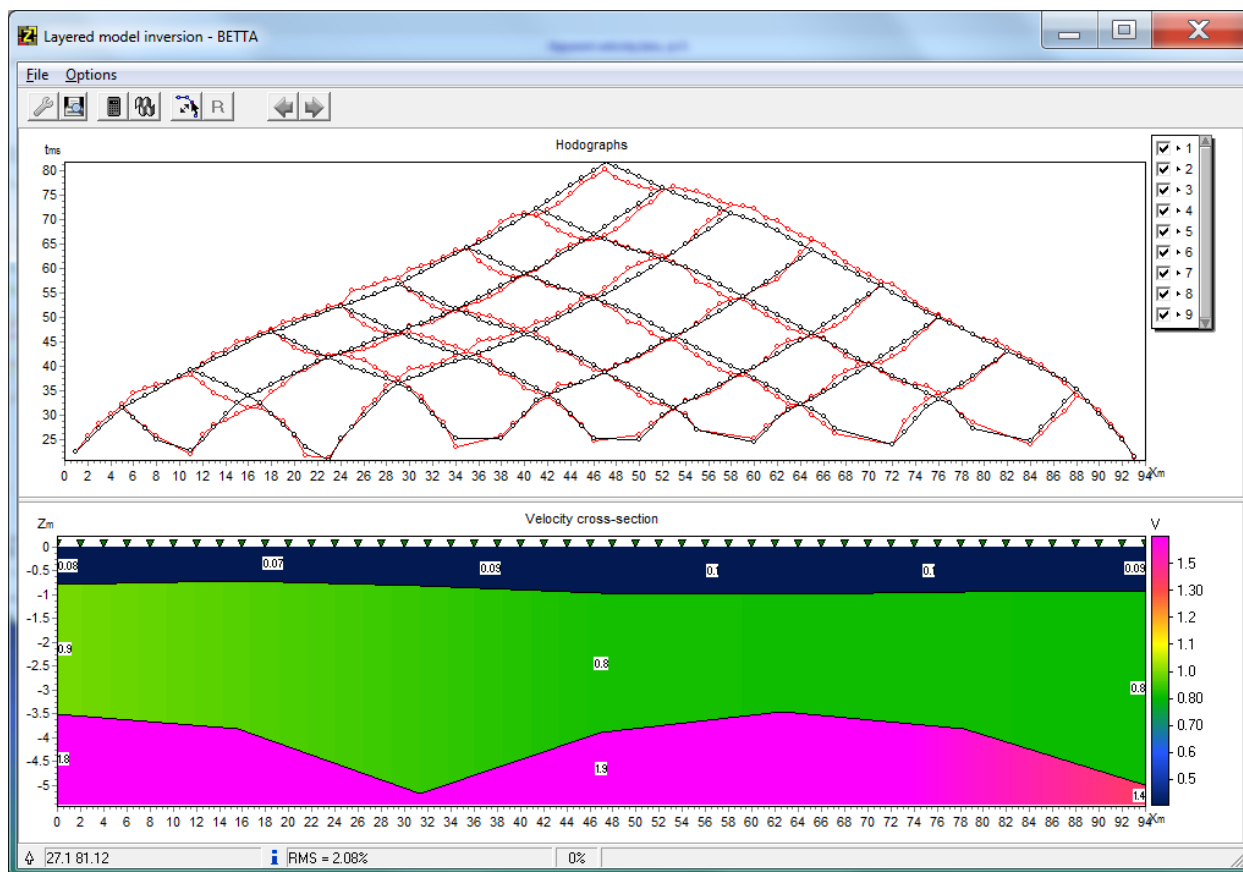 Layered model inversion - BETTA
File Options
R
Hodographs
tms
80
75
70
65
60
55
50
45
40
35
30
25
0 2 4 6 8 10 12 14 16 18 20 22 24 26 28 30 32 34 36 38 40 42 44 46 48 50 52 54 56 58 60 62 64 66 68 70 72 74 76 78 80 82 84 86 88 90 92 94
Xm
1
2
3
4
5
6
7
8
9
Velocity cross-section
Zm
0
-0.5
-1
-1.5
-2
-2.5
-3
-3.5
-4
-4.5
-5
0.08 0.07 0.09 0.1 0.1 0.09
0.9 0.8 0.8
1.8 1.9 1.4
0 2 4 6 8 10 12 14 16 18 20 22 24 26 28 30 32 34 36 38 40 42 44 46 48 50 52 54 56 58 60 62 64 66 68 70 72 74 76 78 80 82 84 86 88 90 92 94
Xm
V
1.5
1.30
1.1
1.0
0.80
0.70
0.6
0.5
27.1 81.12 RMS = 2.08% 0%